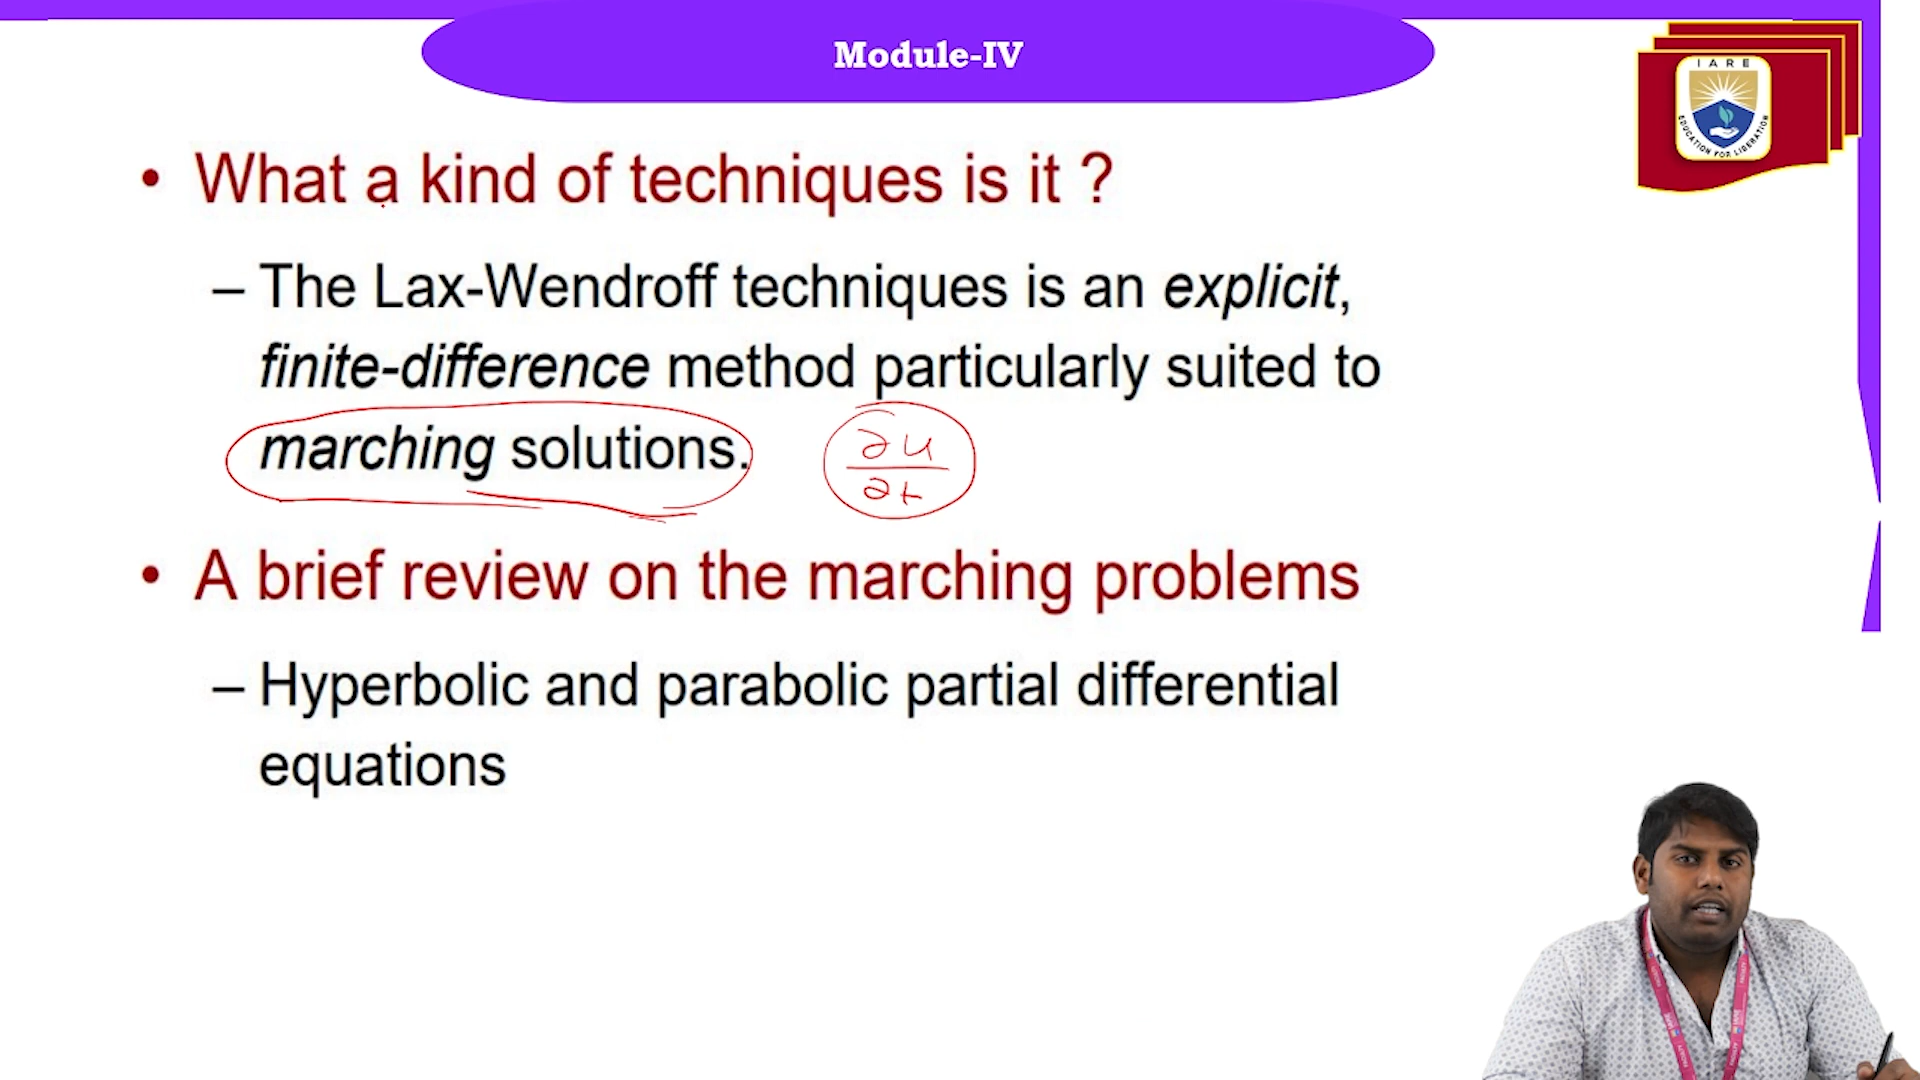 Module-IV
IARE
EDUCATION FOR LIBERATION
• What a kind of techniques is it ?
– The Lax-Wendroff techniques is an explicit,
finite-difference method particularly suited to
marching solutions.
∂u
∂t
• A brief review on the marching problems
– Hyperbolic and parabolic partial differential
equations